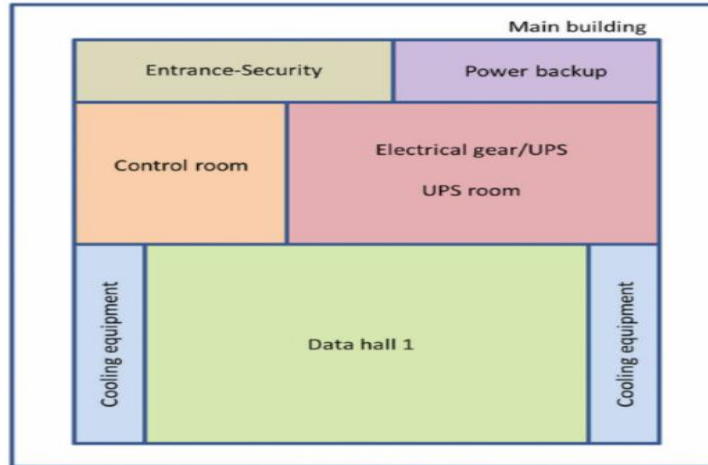 Main building
Entrance-Security
Power backup
Control room
Electrical gear/UPS
UPS room
Cooling equipment
Data hall 1
Cooling equipment